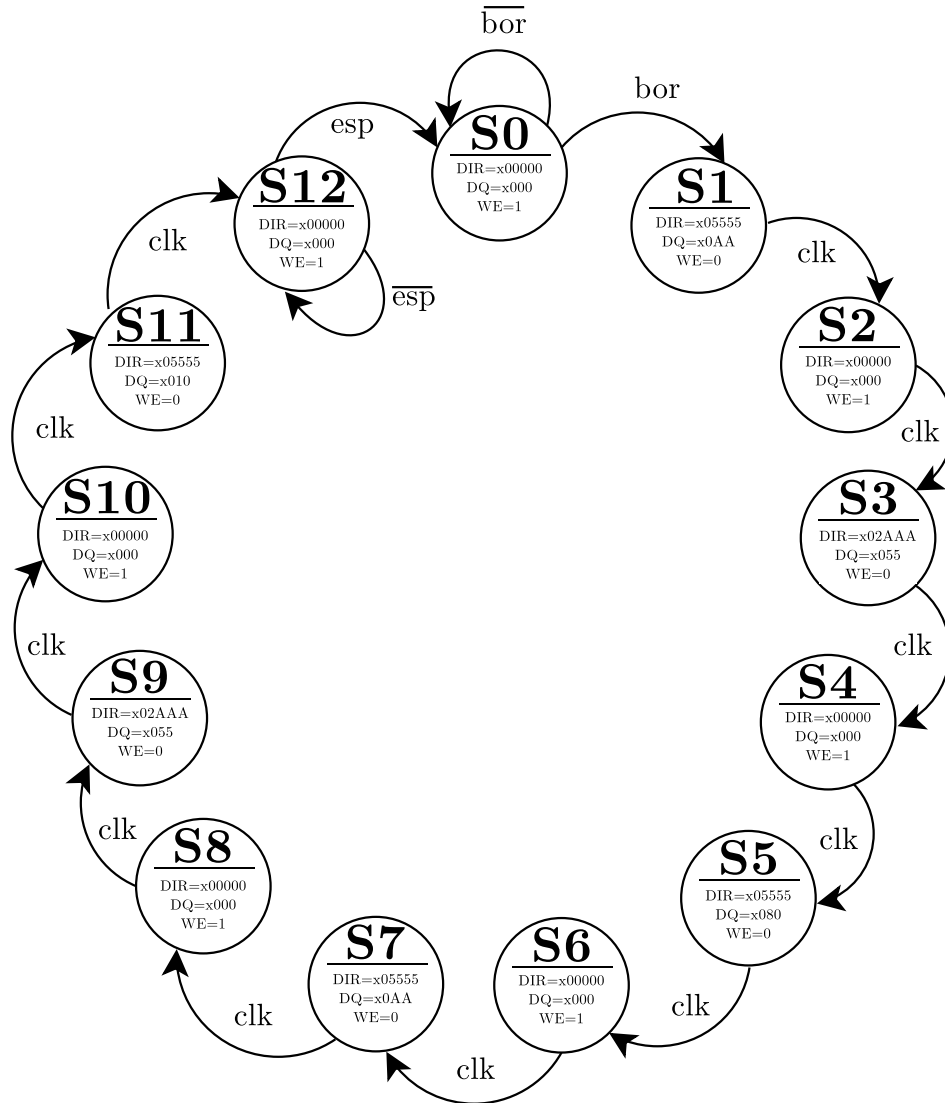 bor
bor
S0
DIR=x00000
DQ=x000
WE=1
S1
DIR=x05555
DQ=x0AA
WE=0
clk
S2
DIR=x00000
DQ=x000
WE=1
clk
S3
DIR=x02AAA
DQ=x055
WE=0
clk
S4
DIR=x00000
DQ=x000
WE=1
clk
S5
DIR=x05555
DQ=x080
WE=0
clk
S6
DIR=x00000
DQ=x000
WE=1
clk
S7
DIR=x05555
DQ=x0AA
WE=0
clk
S8
DIR=x00000
DQ=x000
WE=1
clk
S9
DIR=x02AAA
DQ=x055
WE=0
clk
S10
DIR=x00000
DQ=x000
WE=1
clk
S11
DIR=x05555
DQ=x010
WE=0
clk
S12
DIR=x00000
DQ=x000
WE=1
esp
esp